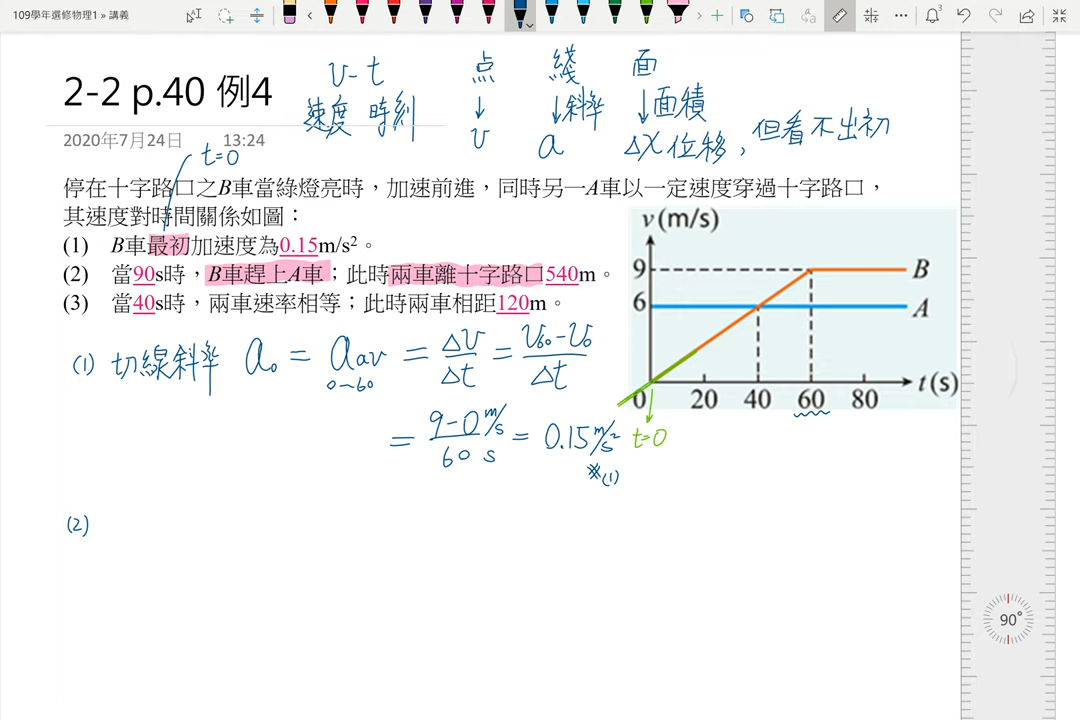 109學年選修物理1 » 講義
3
2-2 p.40 例4
v-t 点 綫 面
速度 時刻 ↓ ↓斜率 ↓面積
v a Δx 位移，但看不出初
2020年7月24日 13:24
t=0
停在十字路口之B車當綠燈亮時，加速前進，同時另一A車以一定速度穿過十字路口，
其速度對時間關係如圖：
(1) B車最初加速度為0.15m/s²。
(2) 當90s時，B車趕上A車；此時兩車離十字路口540m。
(3) 當40s時，兩車速率相等；此時兩車相距120m。
v(m/s)
9 B
6 A
0 20 40 60 80 t(s)
t=0
(1) 切線斜率 a₀ = a_av 0~60 = Δv/Δt = (v₆₀-v₀)/Δt
= (9-0 m/s)/(60 s) = 0.15 m/s² ※(1)
(2)
90°